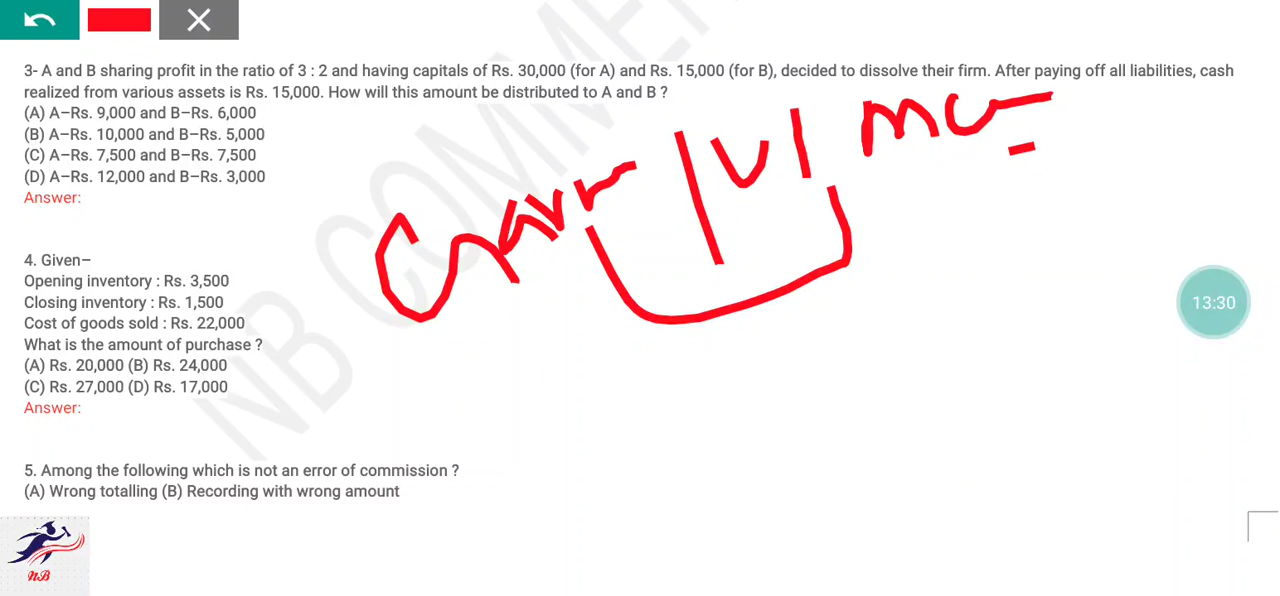 3- A and B sharing profit in the ratio of 3 : 2 and having capitals of Rs. 30,000 (for A) and Rs. 15,000 (for B), decided to dissolve their firm. After paying off all liabilities, cash
realized from various assets is Rs. 15,000. How will this amount be distributed to A and B ?
(A) A–Rs. 9,000 and B–Rs. 6,000
(B) A–Rs. 10,000 and B–Rs. 5,000
(C) A–Rs. 7,500 and B–Rs. 7,500
(D) A–Rs. 12,000 and B–Rs. 3,000
Answer:
4. Given–
Opening inventory : Rs. 3,500
Closing inventory : Rs. 1,500
Cost of goods sold : Rs. 22,000
What is the amount of purchase ?
(A) Rs. 20,000 (B) Rs. 24,000
(C) Rs. 27,000 (D) Rs. 17,000
Answer:
13:30
5. Among the following which is not an error of commission ?
(A) Wrong totalling (B) Recording with wrong amount
NB